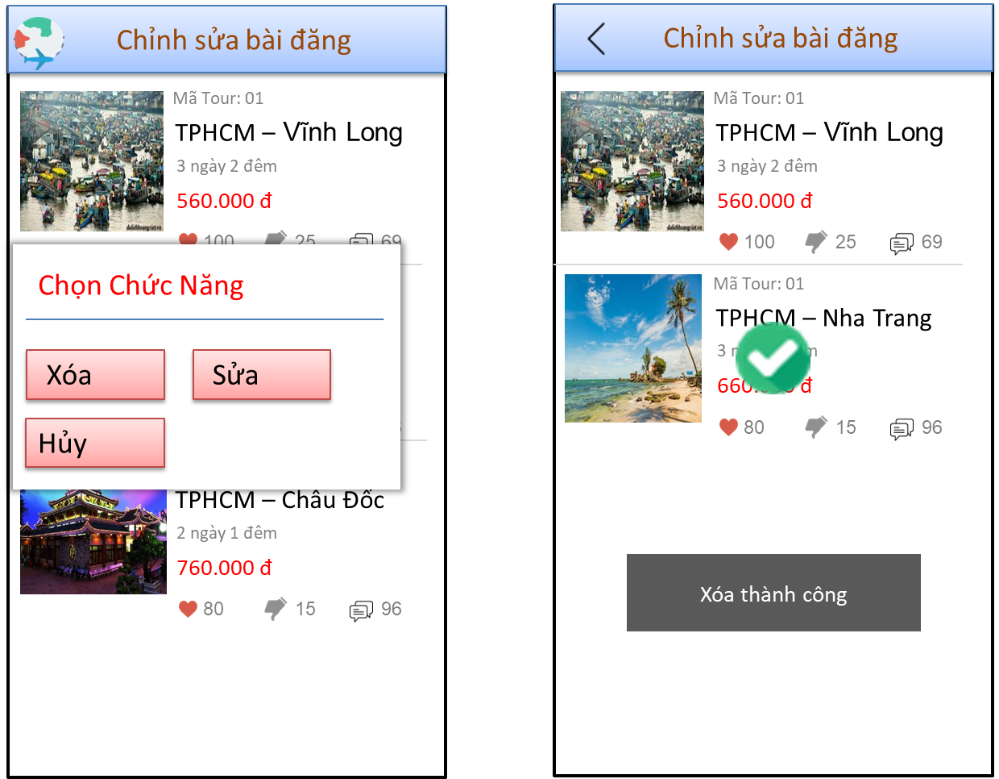 Chỉnh sửa bài đăng
Mã Tour: 01
TPHCM – Vĩnh Long
3 ngày 2 đêm
560.000 đ
100 25 69
Chọn Chức Năng
Xóa Sửa
Hủy
TPHCM – Châu Đốc
2 ngày 1 đêm
760.000 đ
80 15 96
Chỉnh sửa bài đăng
Mã Tour: 01
TPHCM – Vĩnh Long
3 ngày 2 đêm
560.000 đ
100 25 69
Mã Tour: 01
TPHCM – Nha Trang
3
660. đ
80 15 96
Xóa thành công